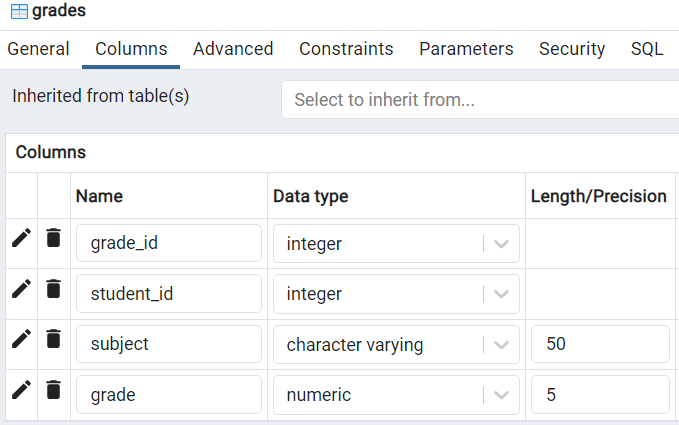 grades
General Columns Advanced Constraints Parameters Security SQL
Inherited from table(s) Select to inherit from...
Columns
Name Data type Length/Precision
grade_id integer
student_id integer
subject character varying 50
grade numeric 5